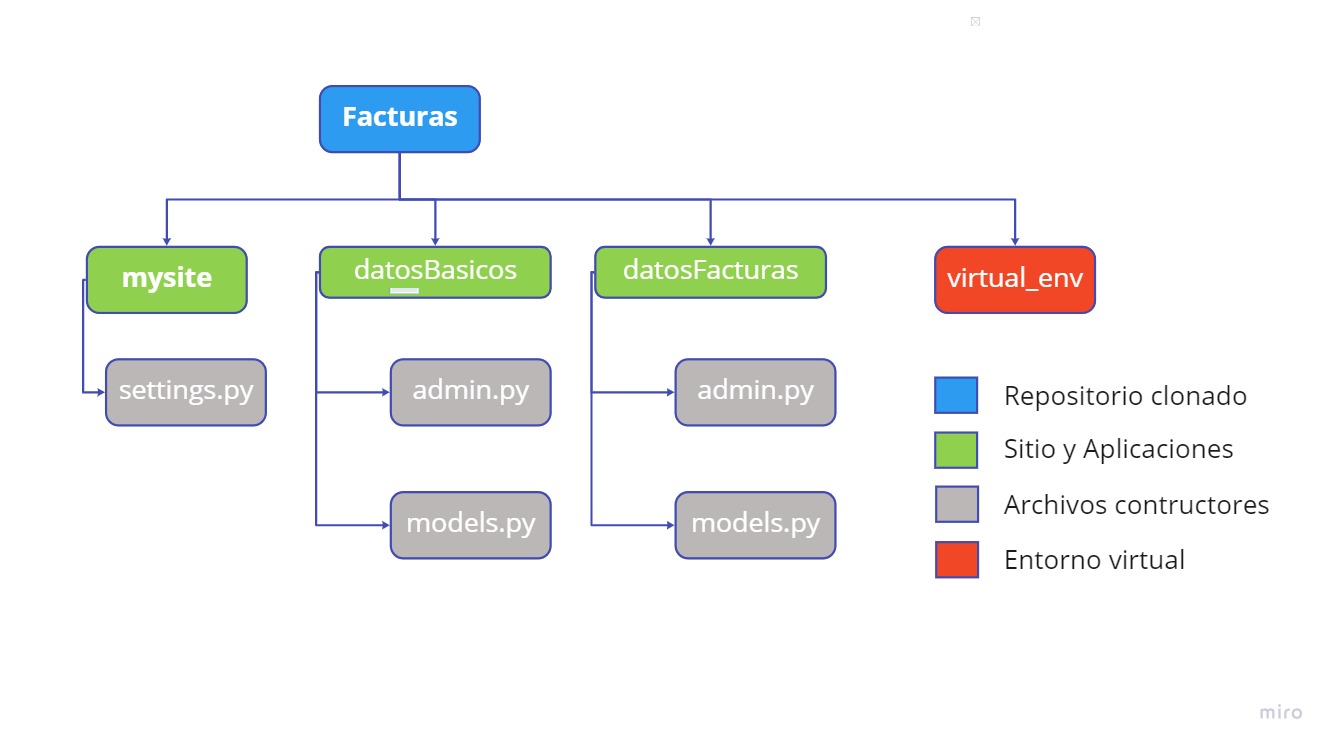 Facturas
mysite
datosBasicos
datosFacturas
virtual_env
settings.py
admin.py
admin.py
models.py
models.py
Repositorio clonado
Sitio y Aplicaciones
Archivos contructores
Entorno virtual
miro